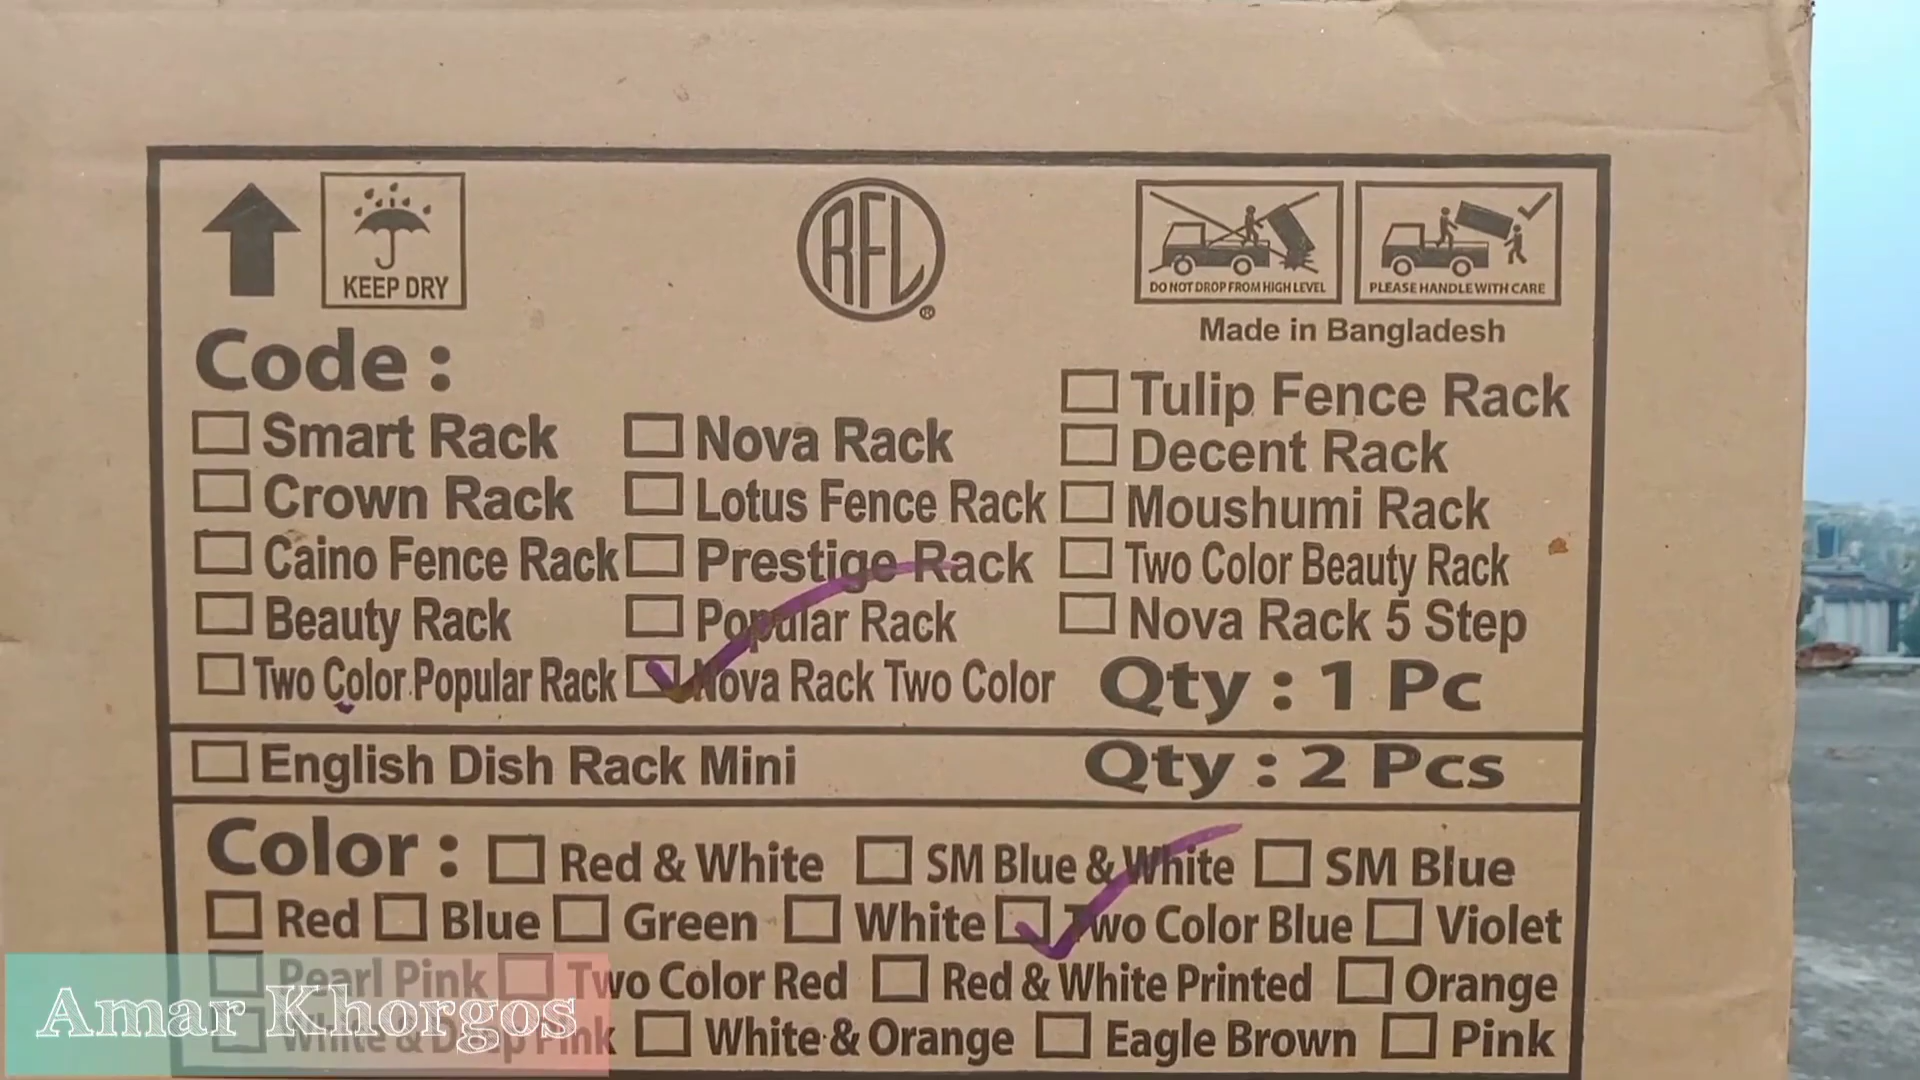 KEEP DRY
RFL®
DO NOT DROP FROM HIGH LEVEL
PLEASE HANDLE WITH CARE
Made in Bangladesh
Code :
Smart Rack
Crown Rack
Caino Fence Rack
Beauty Rack
Two Color Popular Rack
Nova Rack
Lotus Fence Rack
Prestige Rack
Popular Rack
Nova Rack Two Color
Tulip Fence Rack
Decent Rack
Moushumi Rack
Two Color Beauty Rack
Nova Rack 5 Step
Qty : 1 Pc
English Dish Rack Mini Qty : 2 Pcs
Color : Red & White SM Blue & White SM Blue
Red Blue Green White Two Color Blue Violet
Pearl Pink Two Color Red Red & White Printed Orange
White & Deep Pink White & Orange Eagle Brown Pink
Amar Khorgos